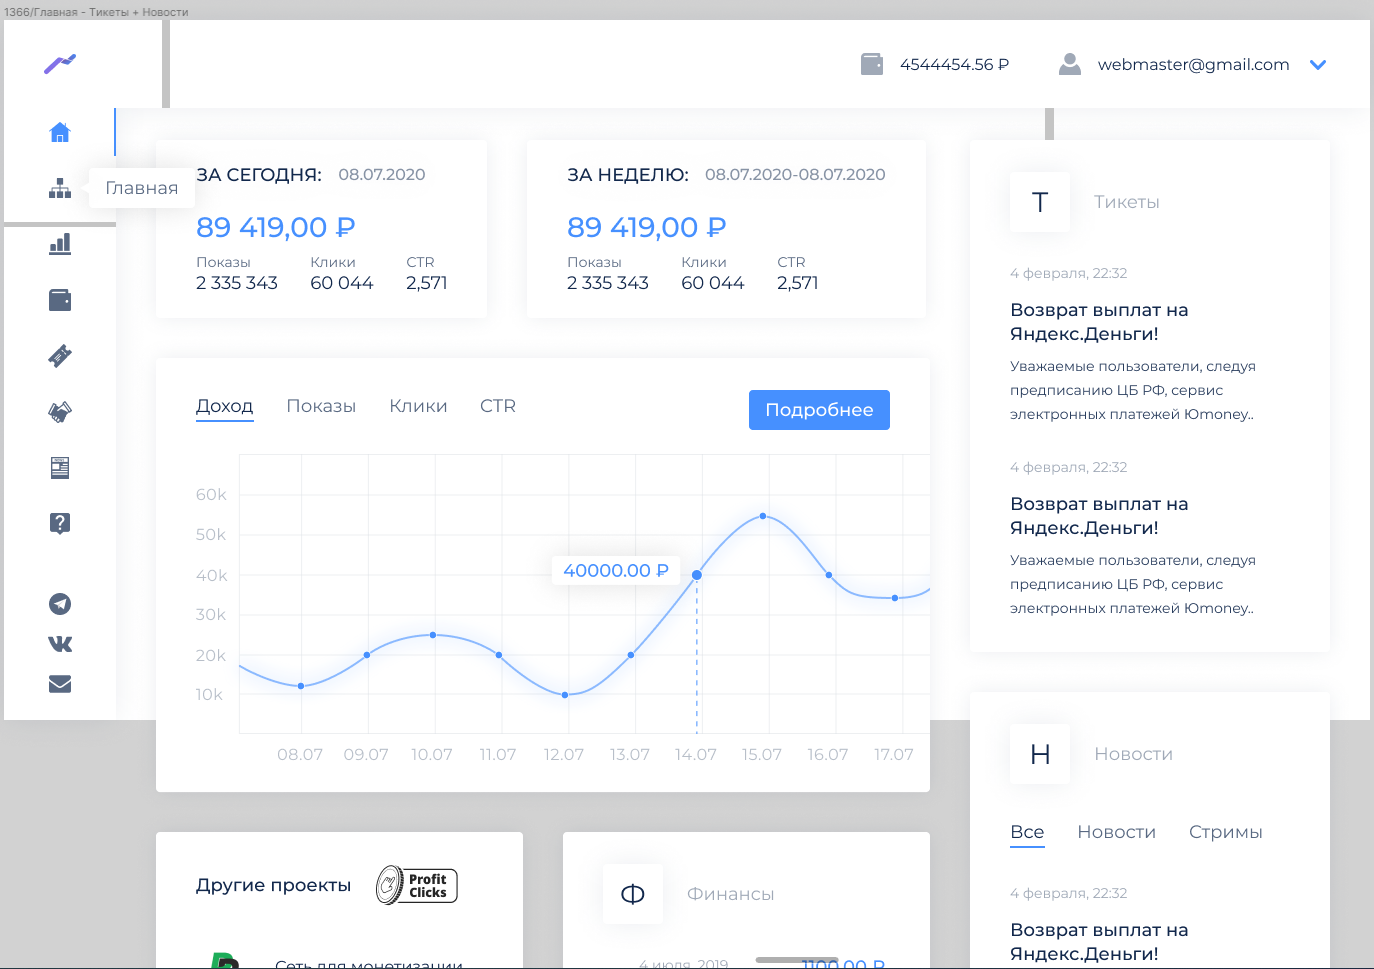 1366/Главная - Тикеты + Новости
4544454.56 ₽
webmaster@gmail.com
Главная
ЗА СЕГОДНЯ: 08.07.2020
89 419,00 ₽
Показы Клики CTR
2 335 343 60 044 2,571
ЗА НЕДЕЛЮ: 08.07.2020-08.07.2020
89 419,00 ₽
Показы Клики CTR
2 335 343 60 044 2,571
Доход Показы Клики CTR
Подробнее
60k
50k
40k
30k
20k
10k
40000.00 ₽
08.07 09.07 10.07 11.07 12.07 13.07 14.07 15.07 16.07 17.07
Т Тикеты
4 февраля, 22:32
Возврат выплат на
Яндекс.Деньги!
Уважаемые пользователи, следуя
предписанию ЦБ РФ, сервис
электронных платежей Юmoney..
4 февраля, 22:32
Возврат выплат на
Яндекс.Деньги!
Уважаемые пользователи, следуя
предписанию ЦБ РФ, сервис
электронных платежей Юmoney..
Н Новости
Все Новости Стримы
4 февраля, 22:32
Возврат выплат на
Яндекс.Деньги!
Другие проекты
Profit
Clicks
Сеть для монетизации
Ф Финансы
4 июля, 2019
1100.00 ₽